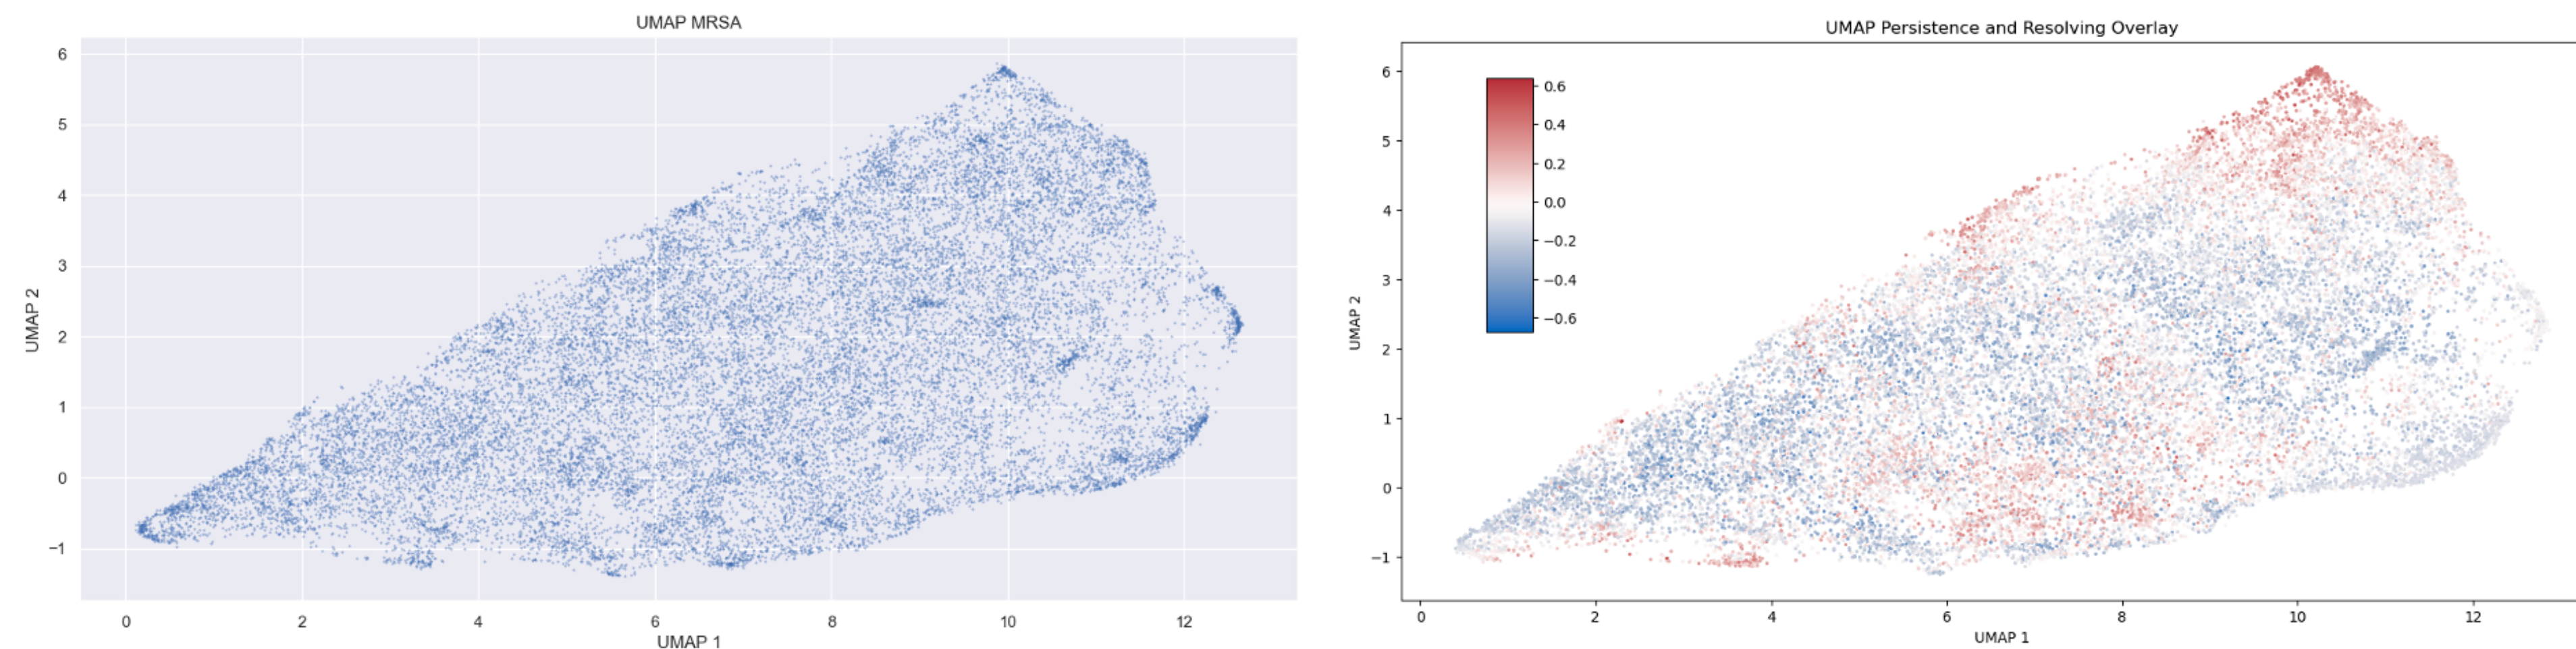 UMAP MRSA
6
5
4
3
2
1
0
−1
UMAP 2
0 2 4 6 8 10 12
UMAP 1
UMAP Persistence and Resolving Overlay
6
5
4
3
2
1
0
−1
UMAP 2
0.6
0.4
0.2
0.0
−0.2
−0.4
−0.6
0 2 4 6 8 10 12
UMAP 1